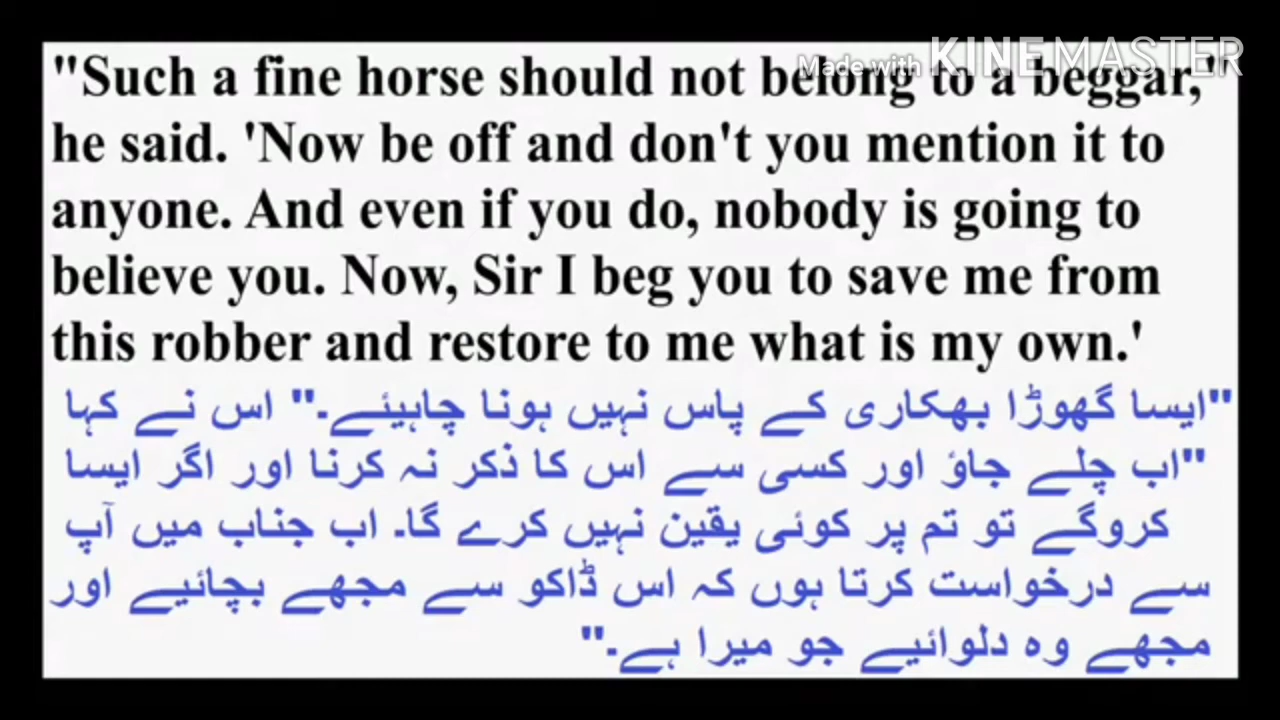 Made with KINEMASTER
"Such a fine horse should not belong to a beggar,'
he said. 'Now be off and don't you mention it to
anyone. And even if you do, nobody is going to
believe you. Now, Sir I beg you to save me from
this robber and restore to me what is my own.'
"ایسا گھوڑا بھکاری کے پاس نہیں ہونا چاہیئے۔" اس نے کہا
"اب چلے جاؤ اور کسی سے اس کا ذکر نہ کرنا اور اگر ایسا
کروگے تو تم پر کوئی یقین نہیں کرے گا۔ اب جناب میں آپ
سے درخواست کرتا ہوں کہ اس ڈاکو سے مجھے بچائیے اور
مجھے وہ دلوائیے جو میرا ہے۔"